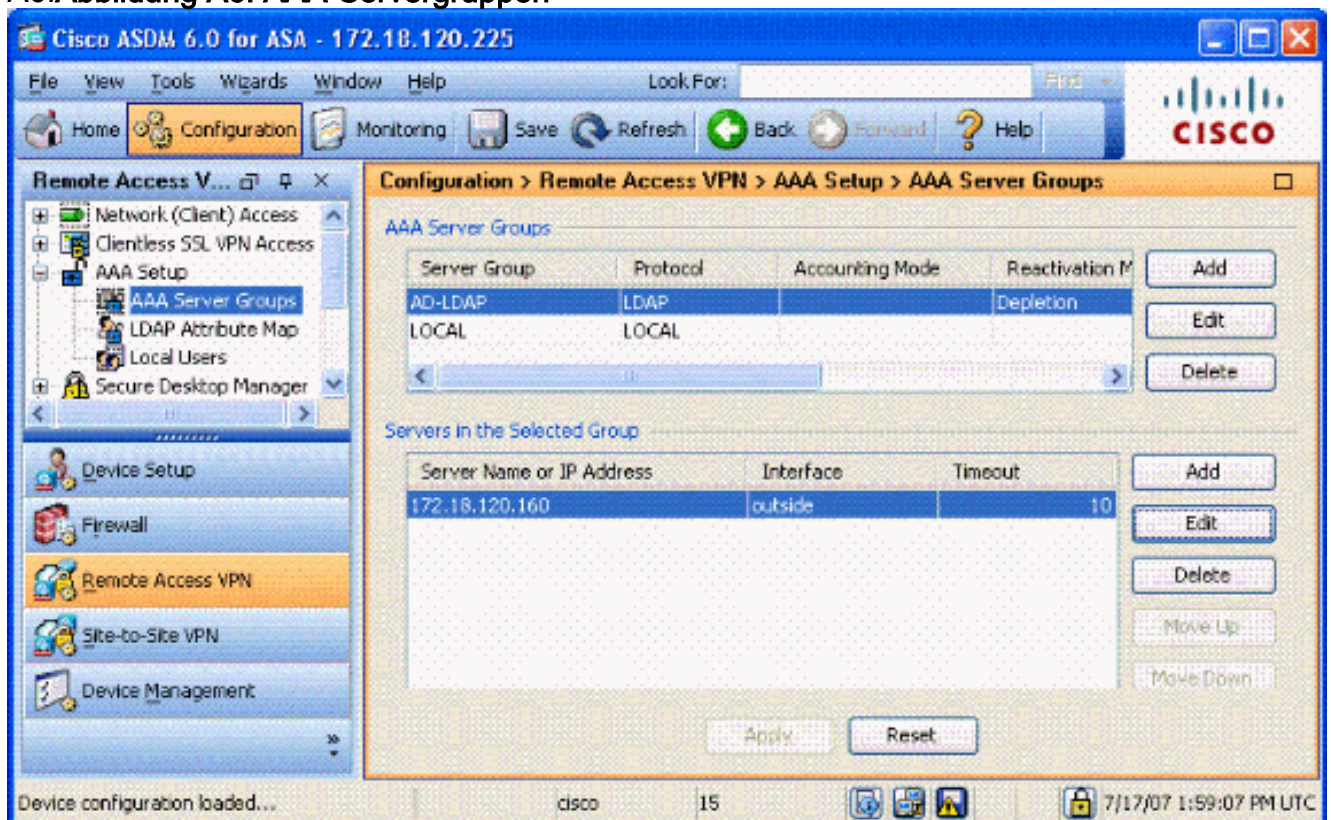 A5.Abbildung A5: AAA-Servergruppen
Cisco ASDM 6.0 for ASA - 172.18.120.225
File View Tools Wizards Window Help Look For: Find
Home Configuration Monitoring Save Refresh Back Forward Help
CISCO
Remote Access V...
Network (Client) Access
Clientless SSL VPN Access
AAA Setup
AAA Server Groups
LDAP Attribute Map
Local Users
Secure Desktop Manager
Device Setup
Firewall
Remote Access VPN
Site-to-Site VPN
Device Management
Configuration > Remote Access VPN > AAA Setup > AAA Server Groups
AAA Server Groups
Server Group Protocol Accounting Mode Reactivation M
AD-LDAP LDAP Depletion
LOCAL LOCAL
Add
Edit
Delete
Servers in the Selected Group
Server Name or IP Address Interface Timeout
172.18.120.160 outside 10
Add
Edit
Delete
Move Up
Move Down
Apply Reset
Device configuration loaded... cisco 15 7/17/07 1:59:07 PM UTC